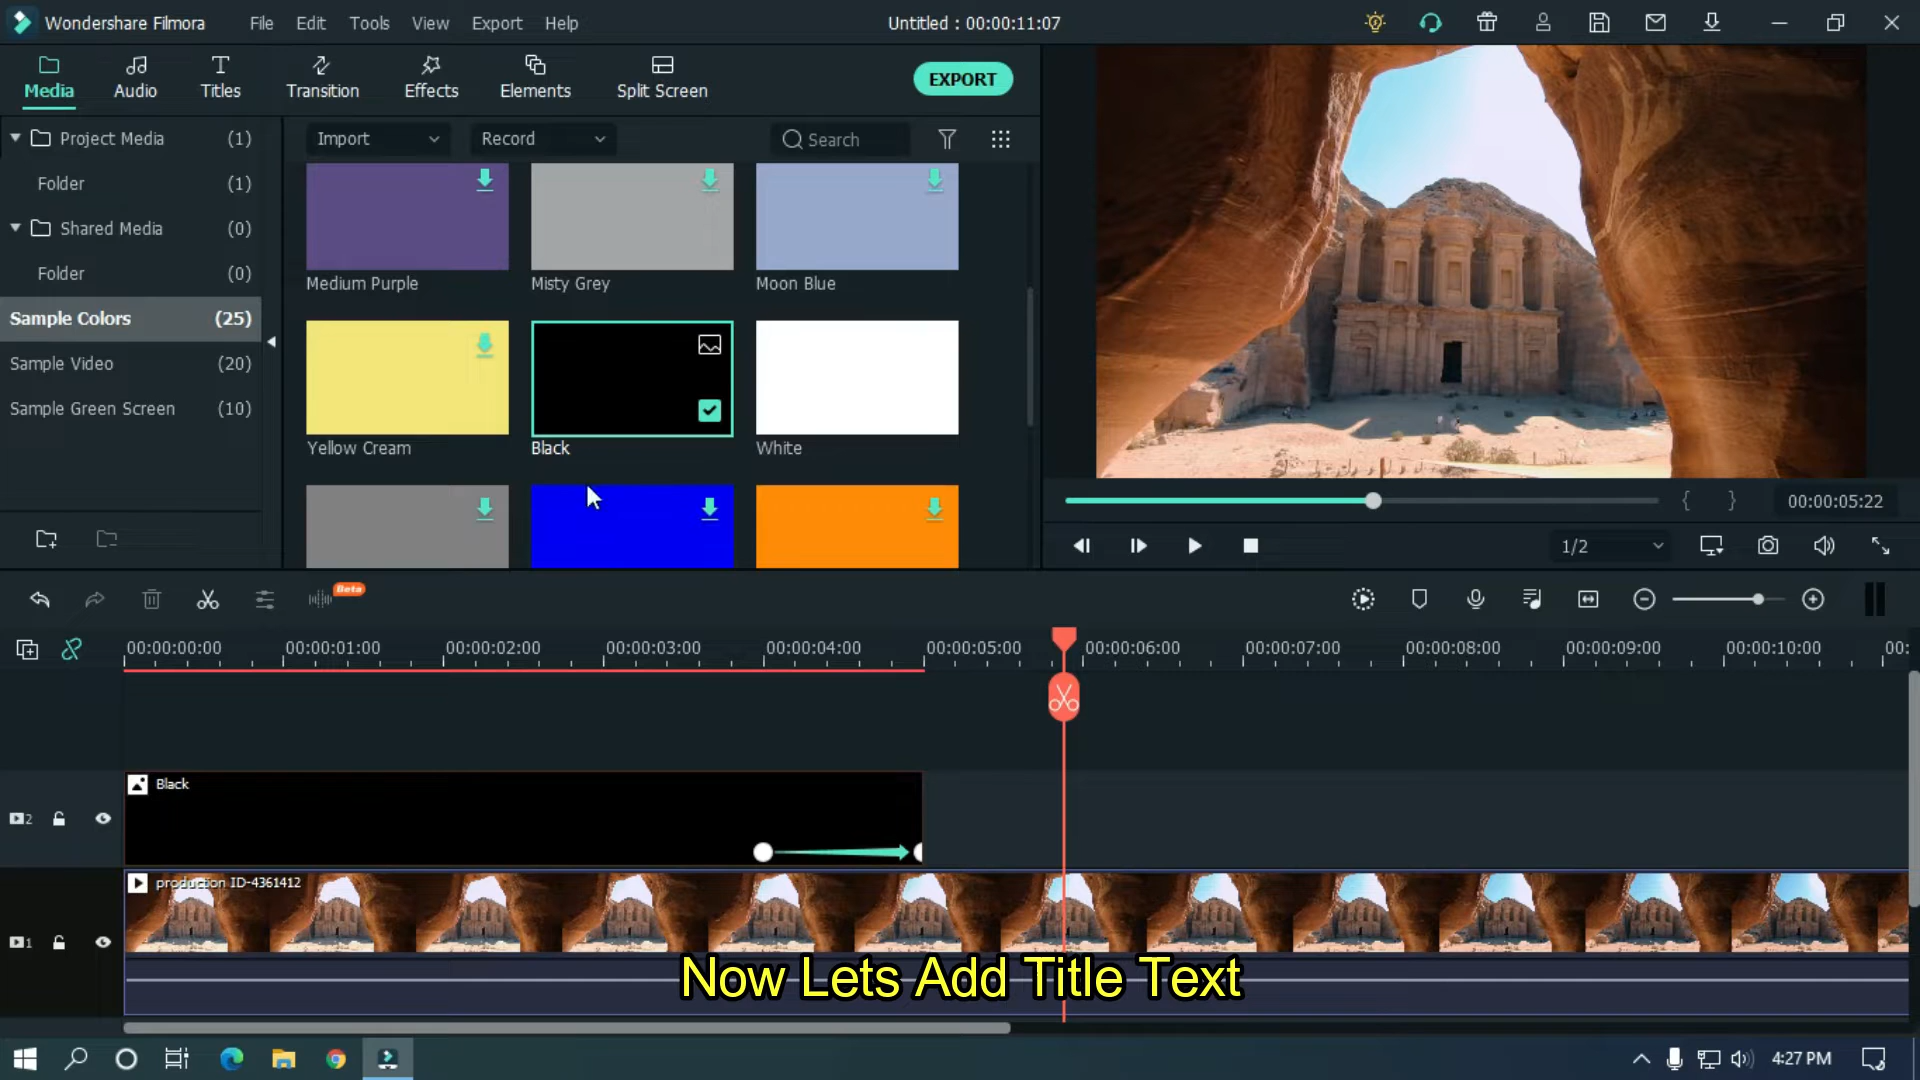 Wondershare Filmora
File Edit Tools View Export Help
Untitled : 00:00:11:07
Media Audio Titles Transition Effects Elements Split Screen
EXPORT
Project Media (1)
Folder (1)
Shared Media (0)
Folder (0)
Sample Colors (25)
Sample Video (20)
Sample Green Screen (10)
Import Record Search
Medium Purple Misty Grey Moon Blue
Yellow Cream Black White
{ } 00:00:05:22
1/2
Beta
00:00:00:00 00:00:01:00 00:00:02:00 00:00:03:00 00:00:04:00 00:00:05:00 00:00:06:00 00:00:07:00 00:00:08:00 00:00:09:00 00:00:10:00 00:
Black
2
production ID-4361412
1
Now Lets Add Title Text
4:27 PM